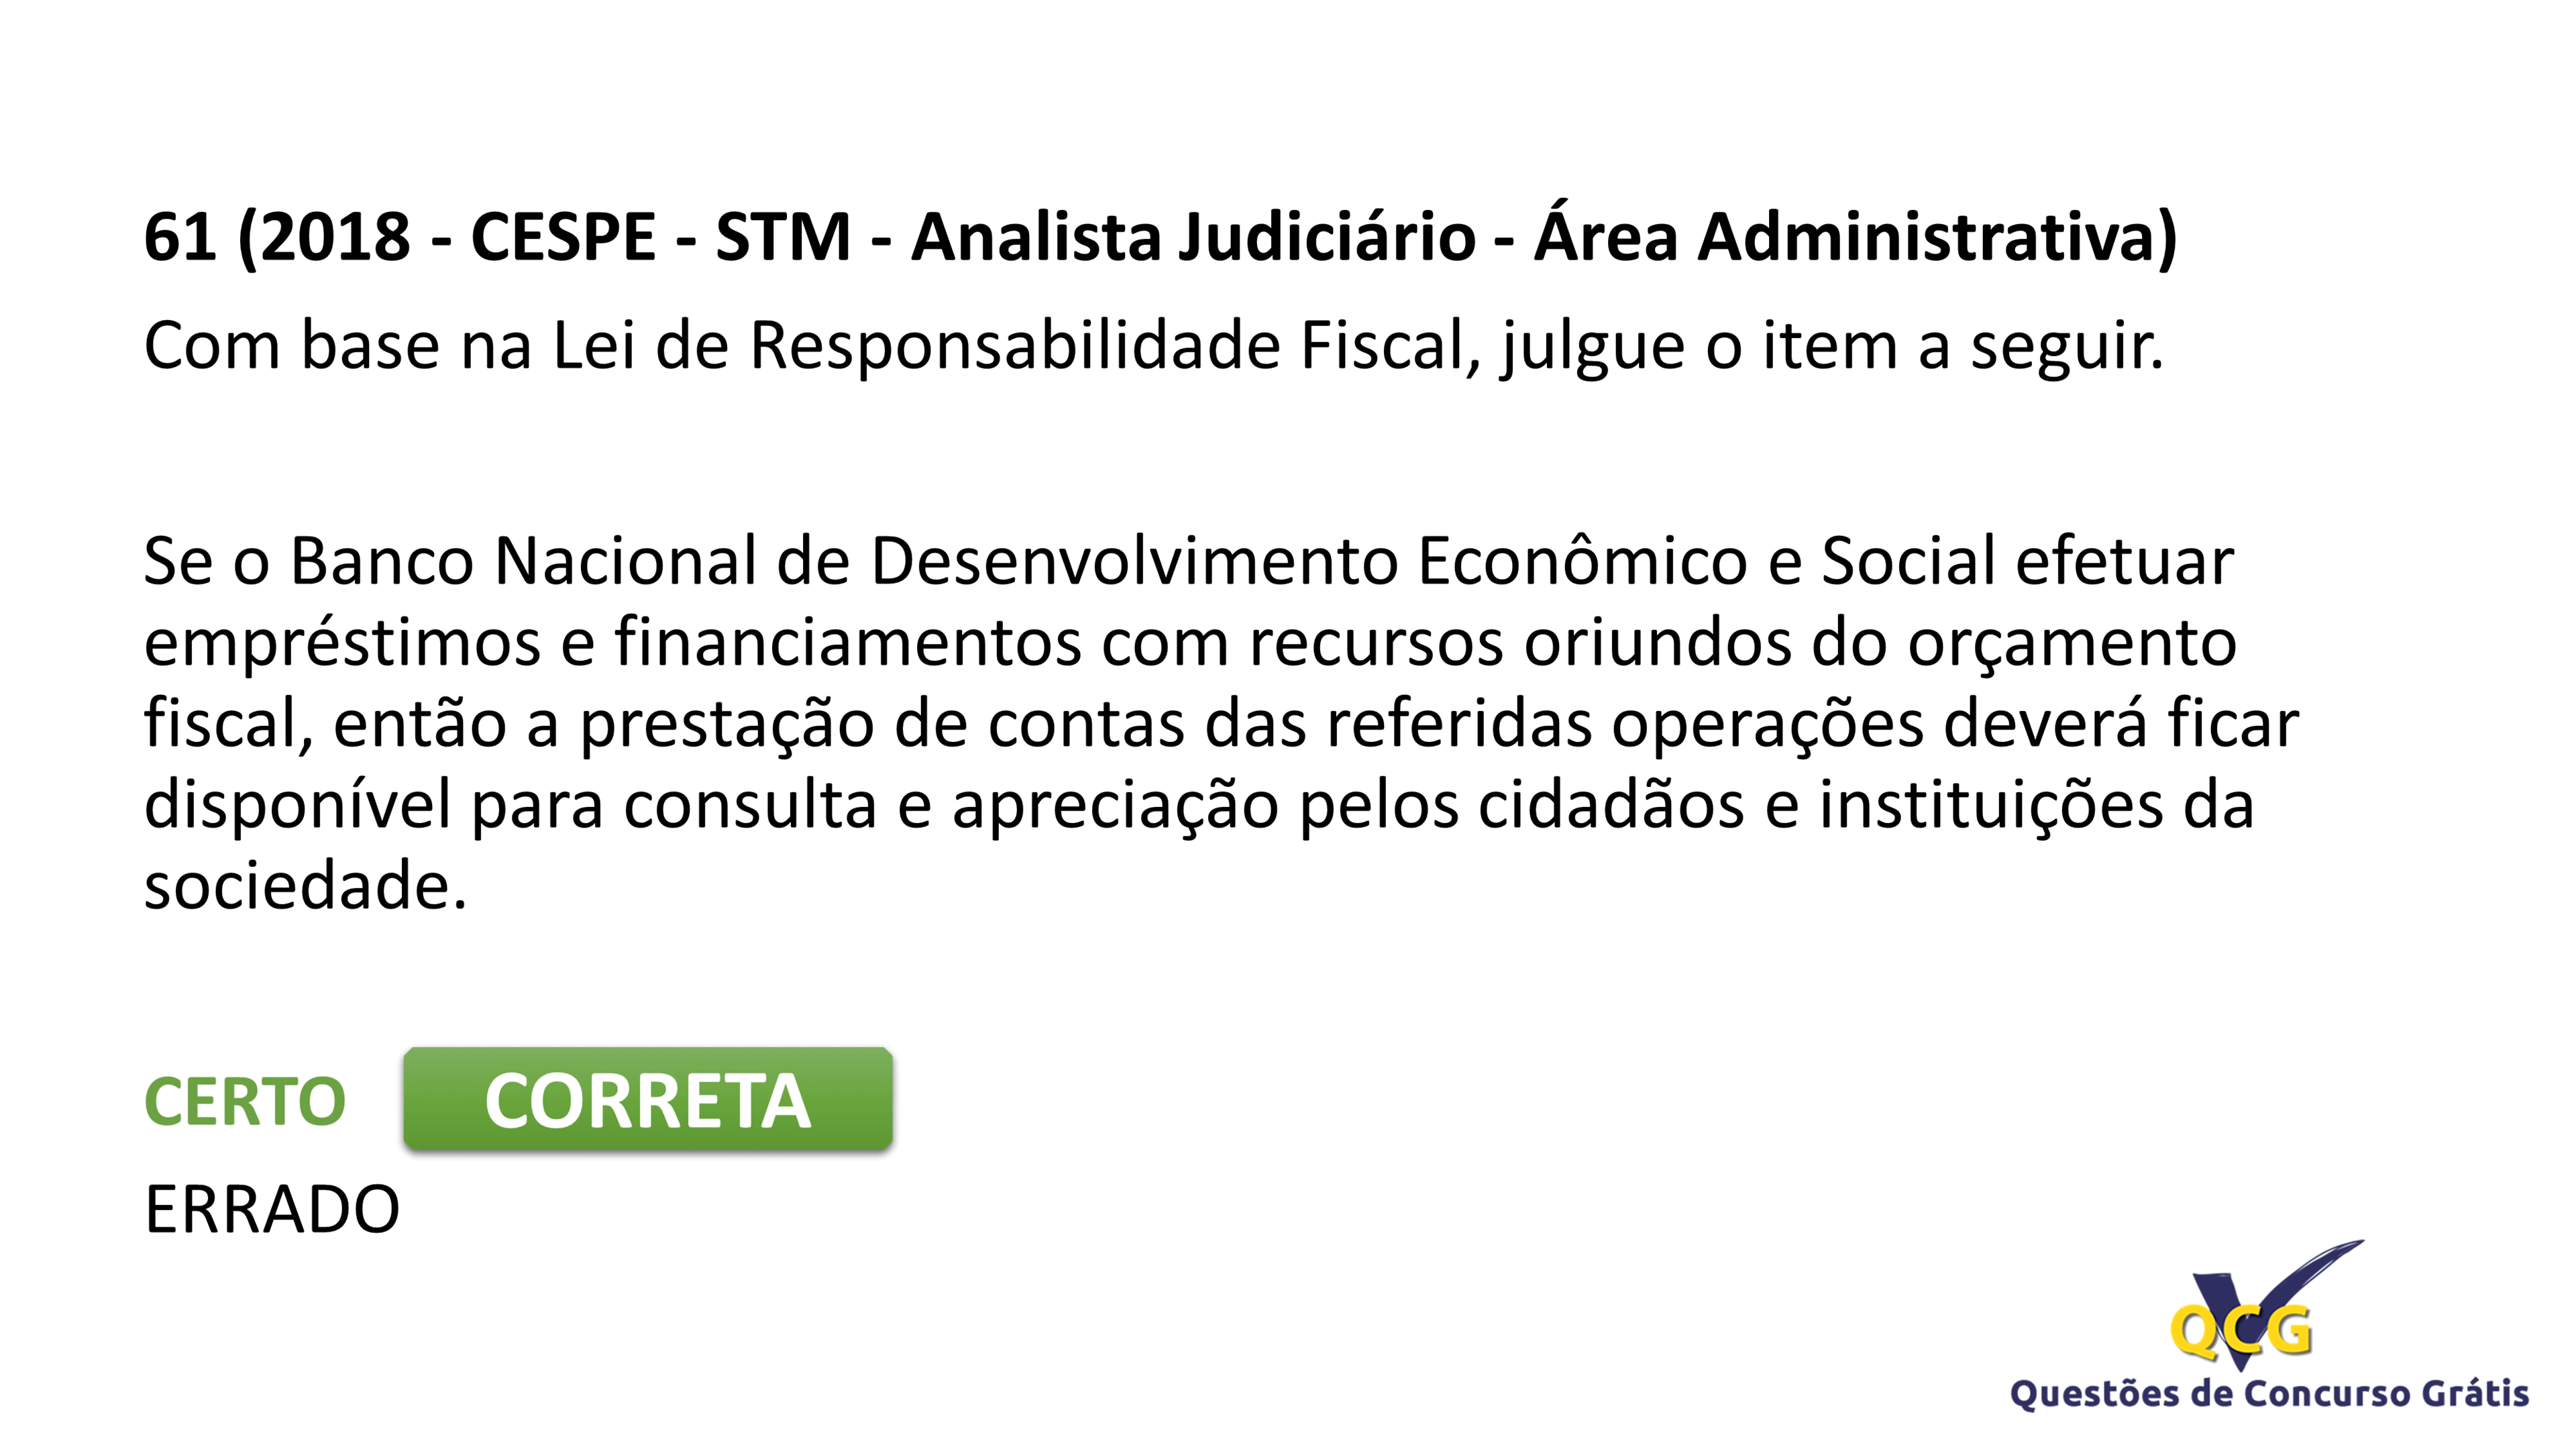 61 (2018 - CESPE - STM - Analista Judiciário - Área Administrativa)
Com base na Lei de Responsabilidade Fiscal, julgue o item a seguir.
Se o Banco Nacional de Desenvolvimento Econômico e Social efetuar
empréstimos e financiamentos com recursos oriundos do orçamento
fiscal, então a prestação de contas das referidas operações deverá ficar
disponível para consulta e apreciação pelos cidadãos e instituições da
sociedade.
CERTO CORRETA
ERRADO
QCG
Questões de Concurso Grátis